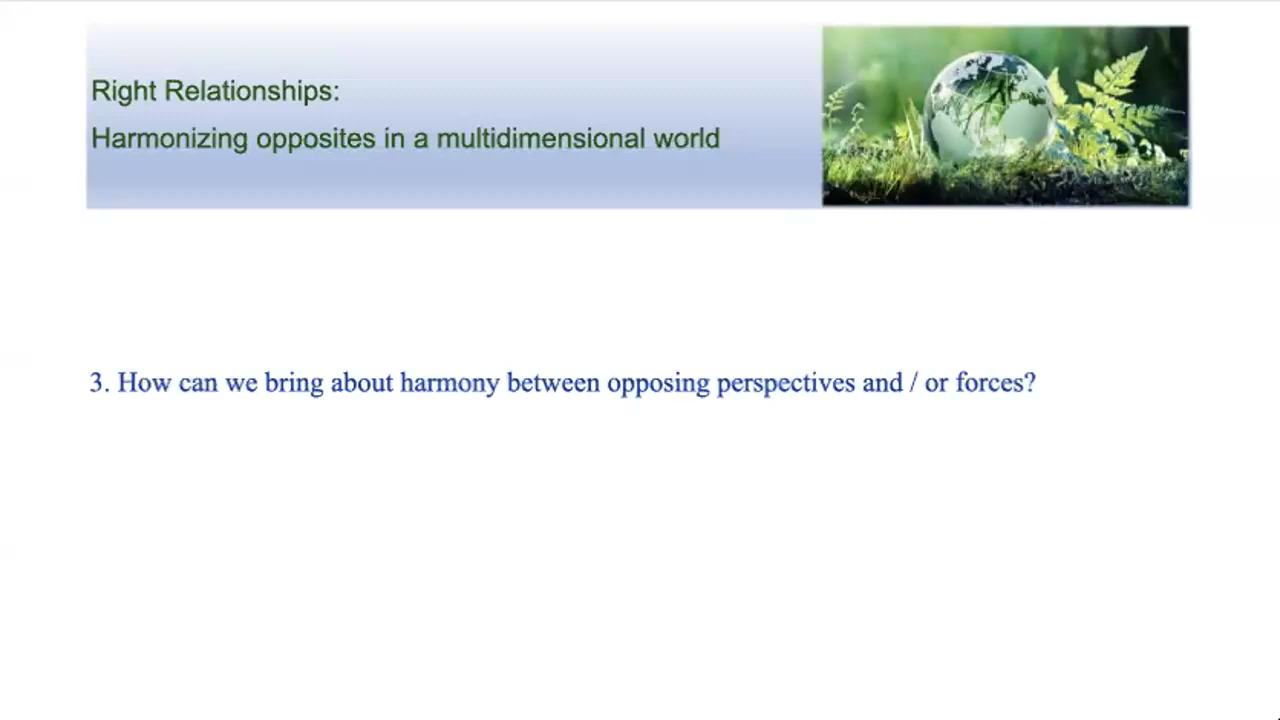 Right Relationships:
Harmonizing opposites in a multidimensional world
3. How can we bring about harmony between opposing perspectives and / or forces?